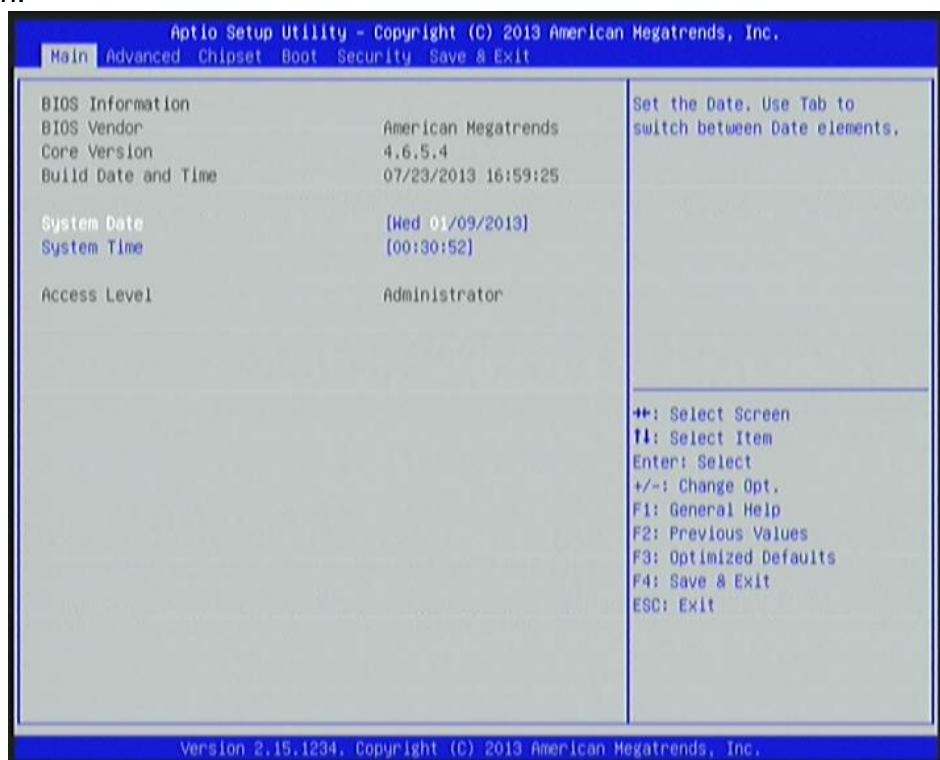 Aptio Setup Utility – Copyright (C) 2013 American Megatrends, Inc.
Main Advanced Chipset Boot Security Save & Exit
BIOS Information
BIOS Vendor American Megatrends
Core Version 4.6.5.4
Build Date and Time 07/23/2013 16:59:25
System Date [Wed 01/09/2013]
System Time [00:30:52]
Access Level Administrator
Set the Date. Use Tab to
switch between Date elements.
→←: Select Screen
↑↓: Select Item
Enter: Select
+/-: Change Opt.
F1: General Help
F2: Previous Values
F3: Optimized Defaults
F4: Save & Exit
ESC: Exit
Version 2.15.1234. Copyright (C) 2013 American Megatrends, Inc.